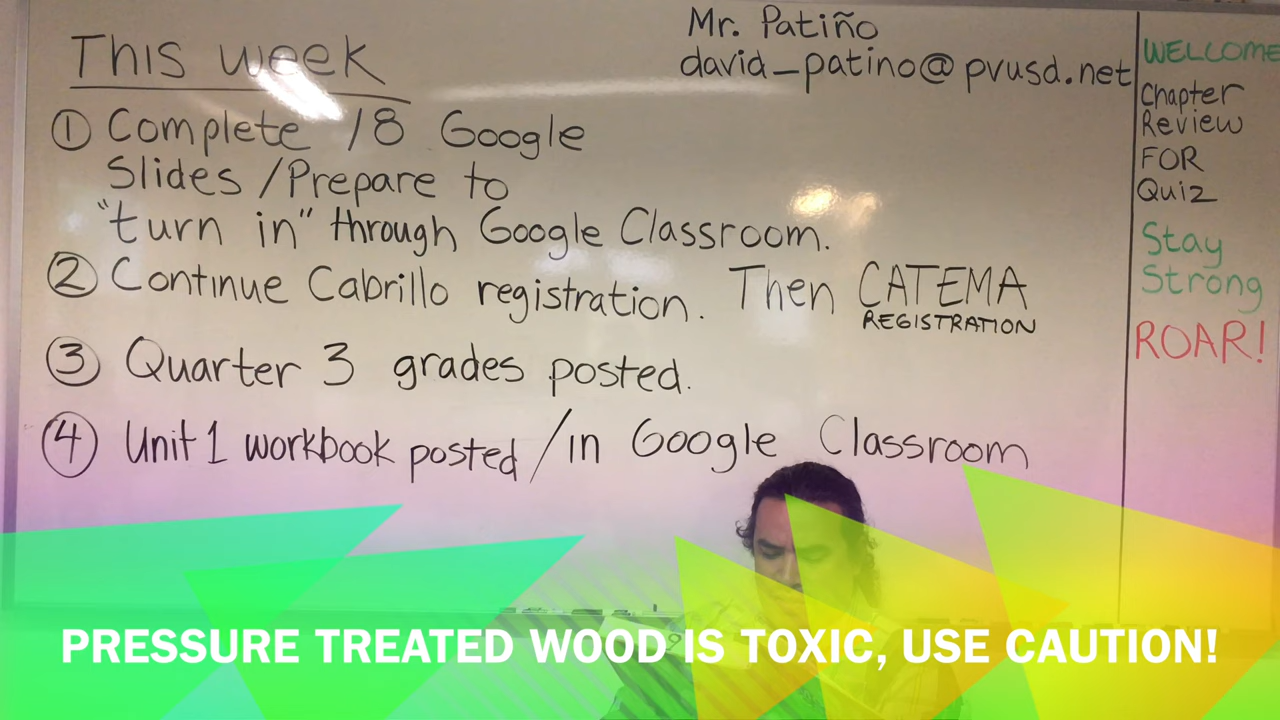 This week
① Complete /8 Google
Slides/Prepare to
"turn in" through Google Classroom.
② Continue Cabrillo registration. Then CATEMA
REGISTRATION
③ Quarter 3 grades posted.
④ Unit 1 workbook posted/in Google Classroom
Mr. Patiño
david_patino@pvusd.net
WELCOME
Chapter
Review
FOR
Quiz
Stay
Strong
ROAR!
PRESSURE TREATED WOOD IS TOXIC, USE CAUTION!